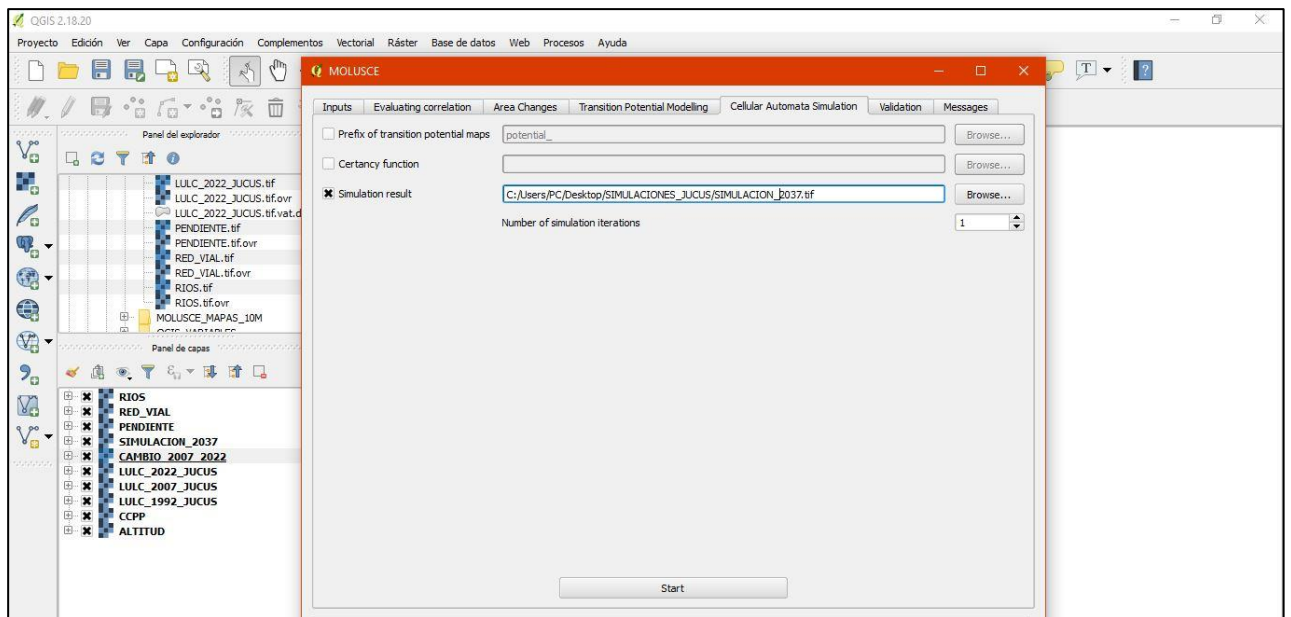 QGIS 2.18.20
Proyecto Edición Ver Capa Configuración Complementos Vectorial Ráster Base de datos Web Procesos Ayuda
MOLUSCE
Inputs Evaluating correlation Area Changes Transition Potential Modelling Cellular Automata Simulation Validation Messages
Prefix of transition potential maps potential_ Browse...
Certancy function Browse...
Simulation result C:/Users/PC/Desktop/SIMULACIONES_JUCUS/SIMULACION_2037.tif Browse...
Number of simulation iterations 1
Start
Panel del explorador
LULC_2022_JUCUS.tif
LULC_2022_JUCUS.tif.ovr
LULC_2022_JUCUS.tif.vat.d
PENDIENTE.tif
PENDIENTE.tif.ovr
RED_VIAL.tif
RED_VIAL.tif.ovr
RIOS.tif
RIOS.tif.ovr
MOLUSCE_MAPAS_10M
Panel de capas
RIOS
RED_VIAL
PENDIENTE
SIMULACION_2037
CAMBIO_2007_2022
LULC_2022_JUCUS
LULC_2007_JUCUS
LULC_1992_JUCUS
CCPP
ALTITUD